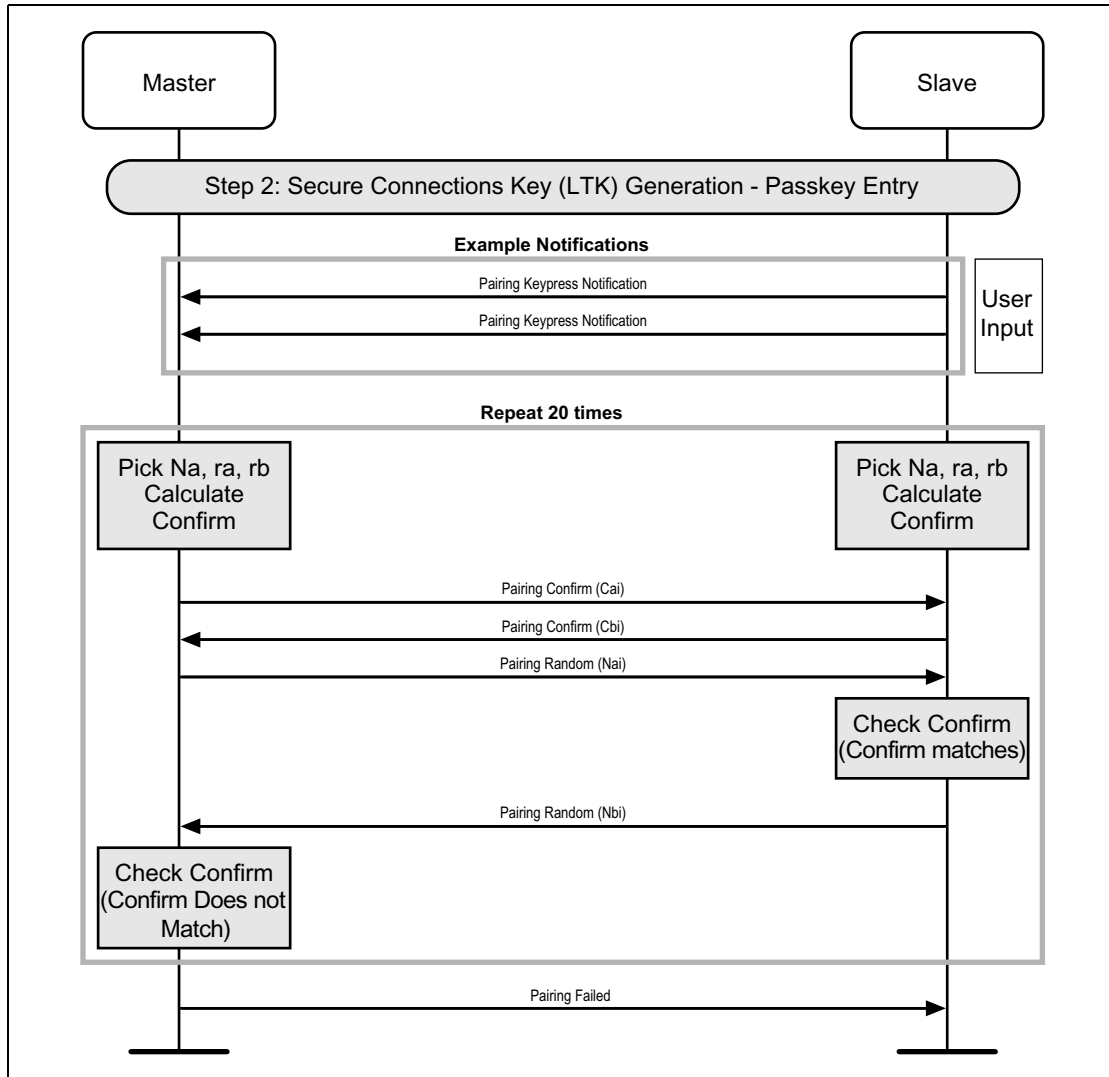 Master
Slave
Step 2: Secure Connections Key (LTK) Generation - Passkey Entry
Example Notifications
Pairing Keypress Notification
Pairing Keypress Notification
User
Input
Repeat 20 times
Pick Na, ra, rb
Calculate
Confirm
Pick Na, ra, rb
Calculate
Confirm
Pairing Confirm (Cai)
Pairing Confirm (Cbi)
Pairing Random (Nai)
Check Confirm
(Confirm matches)
Pairing Random (Nbi)
Check Confirm
(Confirm Does not
Match)
Pairing Failed